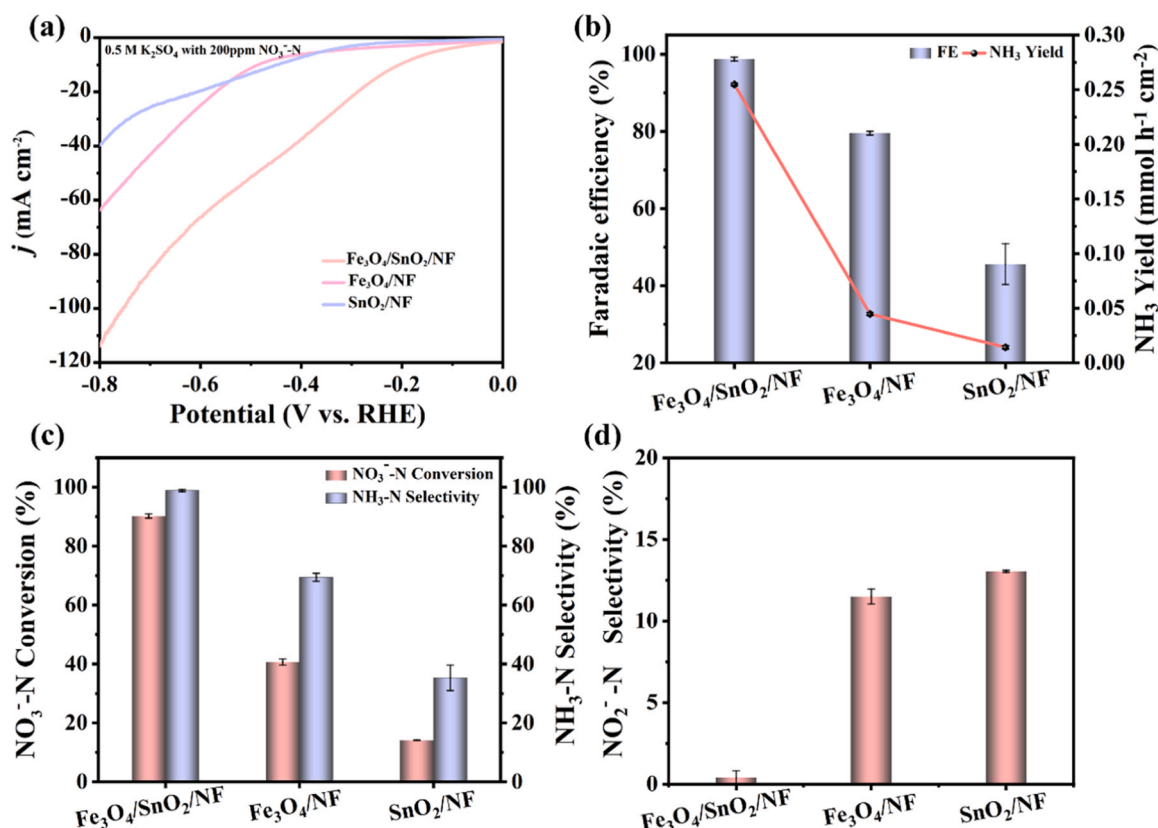 (a)
0.5 M K₂SO₄ with 200ppm NO₃⁻-N
0
-20
-40
-60
-80
-100
-120
j (mA cm⁻²)
Fe₃O₄/SnO₂/NF
Fe₃O₄/NF
SnO₂/NF
-0.8
-0.6
-0.4
-0.2
0.0
Potential (V vs. RHE)
(b)
FE
NH₃ Yield
100
80
60
40
20
Faradaic efficiency (%)
0.30
0.25
0.20
0.15
0.10
0.05
0.00
NH₃ Yield (mmol h⁻¹ cm⁻²)
Fe₃O₄/SnO₂/NF
Fe₃O₄/NF
SnO₂/NF
(c)
NO₃⁻-N Conversion
NH₃-N Selectivity
100
80
60
40
20
0
NO₃⁻-N Conversion (%)
100
80
60
40
20
0
NH₃-N Selectivity (%)
Fe₃O₄/SnO₂/NF
Fe₃O₄/NF
SnO₂/NF
(d)
20
15
10
5
0
NO₂⁻-N Selectivity (%)
Fe₃O₄/SnO₂/NF
Fe₃O₄/NF
SnO₂/NF